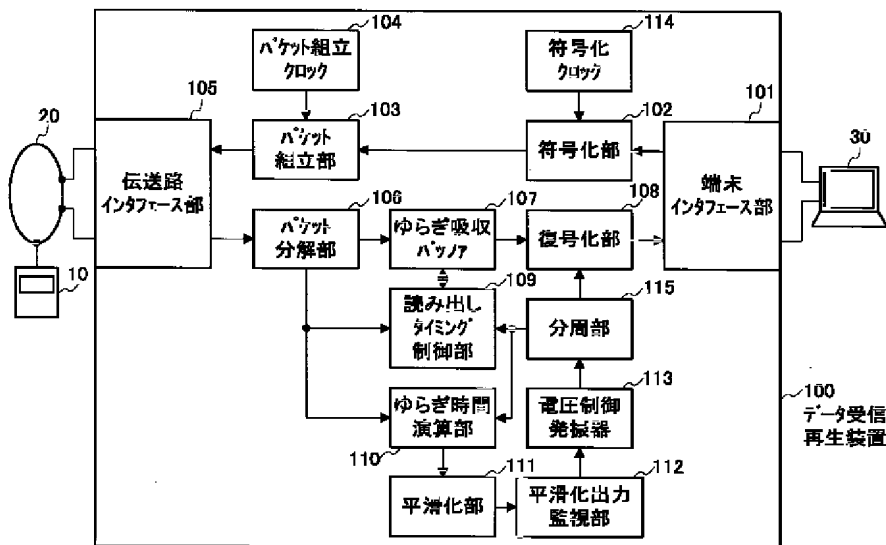 104
114
パケット組立
クロック
符号化
クロック
105
103
102
101
20
30
パケット
組立部
符号化部
伝送路
インタフェース部
端末
インタフェース部
106
107
108
パケット
分解部
ゆらぎ吸収
バッファ
復号化部
10
109
115
読み出し
タイミング
制御部
分周部
113
ゆらぎ時間
演算部
電圧制御
発振器
100
データ受信
再生装置
110
111
112
平滑化部
平滑化出力
監視部